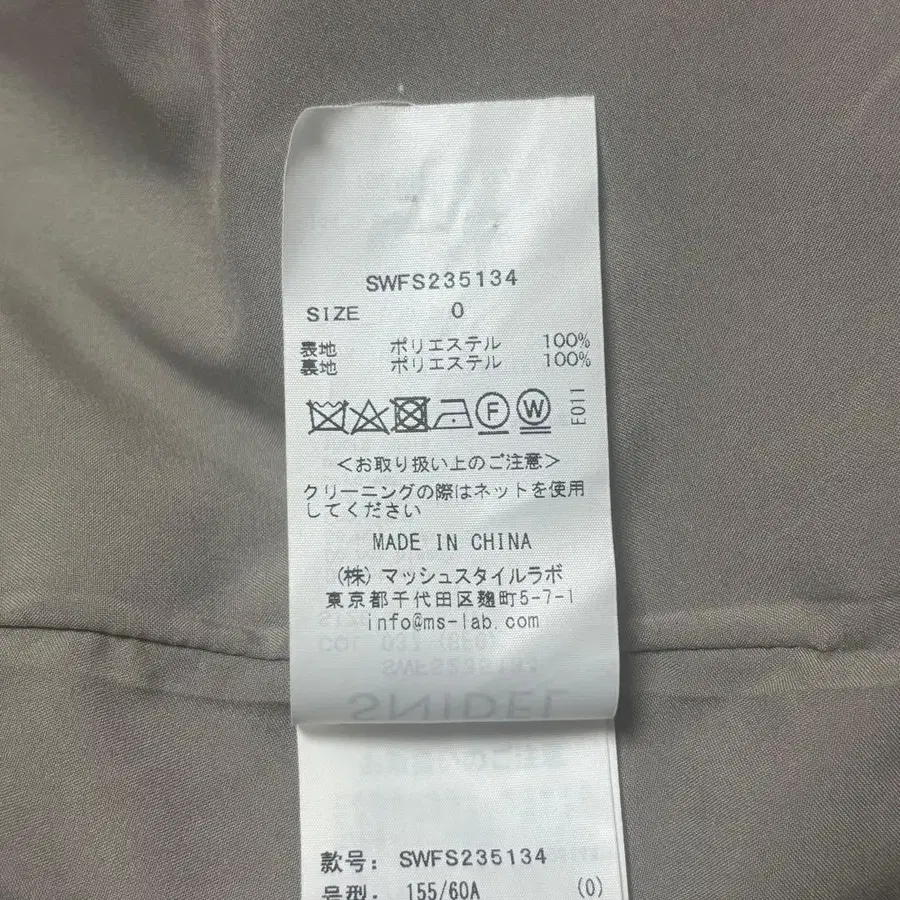 SWFS235134
SIZE 0
表地 ポリエステル 100%
裏地 ポリエステル 100%
F W E011
＜お取り扱い上のご注意＞
クリーニングの際はネットを使用
してください
MADE IN CHINA
(株)マッシュスタイルラボ
東京都千代田区麹町5-7-1
info@ms-lab.com
SNIDEL
款号: SWFS235134
号型: 155/60A (0)